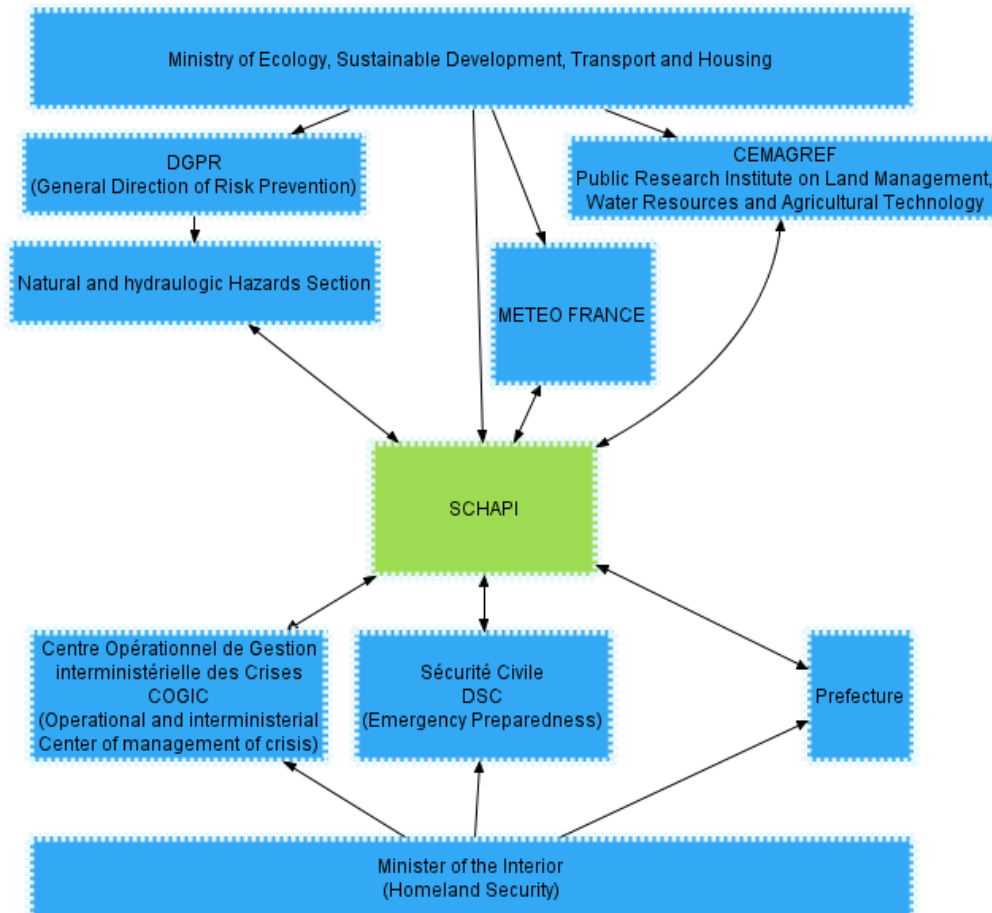 Ministry of Ecology, Sustainable Development, Transport and Housing
DGPR
(General Direction of Risk Prevention)
CEMAGREF
Public Research Institute on Land Management,
Water Resources and Agricultural Technology
Natural and hydraulogic Hazards Section
METEO FRANCE
SCHAPI
Centre Opérationnel de Gestion
interministérielle des Crises
COGIC
(Operational and interministerial
Center of management of crisis)
Sécurité Civile
DSC
(Emergency Preparedness)
Prefecture
Minister of the Interior
(Homeland Security)